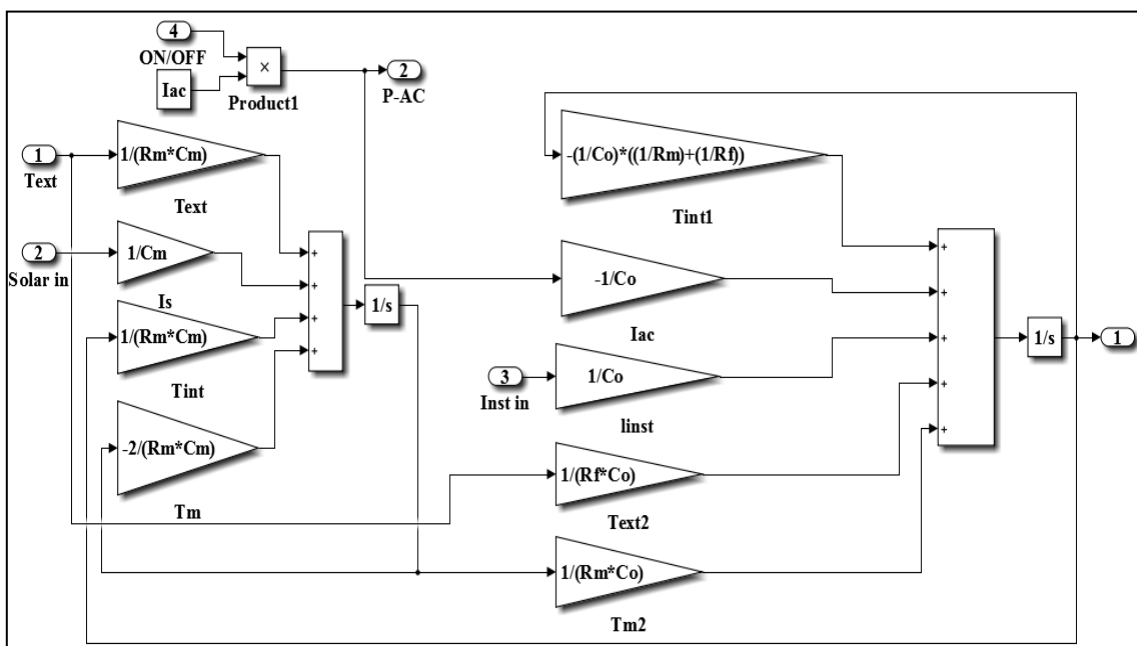 4
ON/OFF
Iac
×
Product1
2
P-AC
1
Text
1/(Rm*Cm)
Text
2
Solar in
1/Cm
Is
1/(Rm*Cm)
Tint
-2/(Rm*Cm)
Tm
+
+
+
+
1/s
-(1/Co)*((1/Rm)+(1/Rf))
Tint1
-1/Co
Iac
3
Inst in
1/Co
linst
1/(Rf*Co)
Text2
1/(Rm*Co)
Tm2
+
+
+
+
+
1/s
1